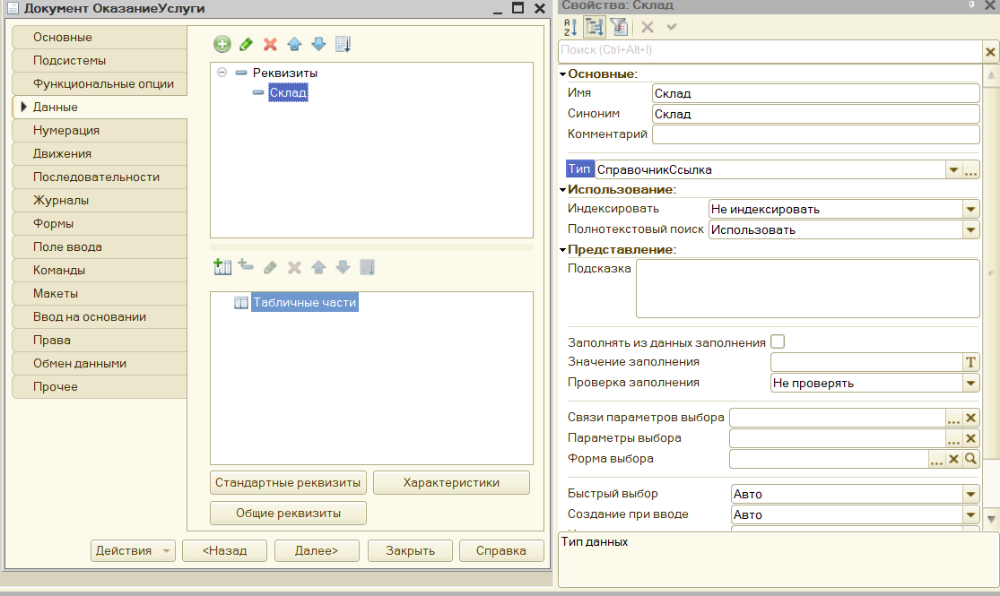 Документ ОказаниеУслуги
Основные
Подсистемы
Функциональные опции
Данные
Нумерация
Движения
Последовательности
Журналы
Формы
Поле ввода
Команды
Макеты
Ввод на основании
Права
Обмен данными
Прочее
Реквизиты
Склад
Табличные части
Стандартные реквизиты
Характеристики
Общие реквизиты
Действия
<Назад
Далее>
Закрыть
Справка
Свойства: Склад
Поиск (Ctrl+Alt+I)
Основные:
Имя Склад
Синоним Склад
Комментарий
Тип СправочникСсылка
Использование:
Индексировать Не индексировать
Полнотекстовый поиск Использовать
Представление:
Подсказка
Заполнять из данных заполнения
Значение заполнения T
Проверка заполнения Не проверять
Связи параметров выбора ...
Параметры выбора ...
Форма выбора ...
Быстрый выбор Авто
Создание при вводе Авто
Тип данных